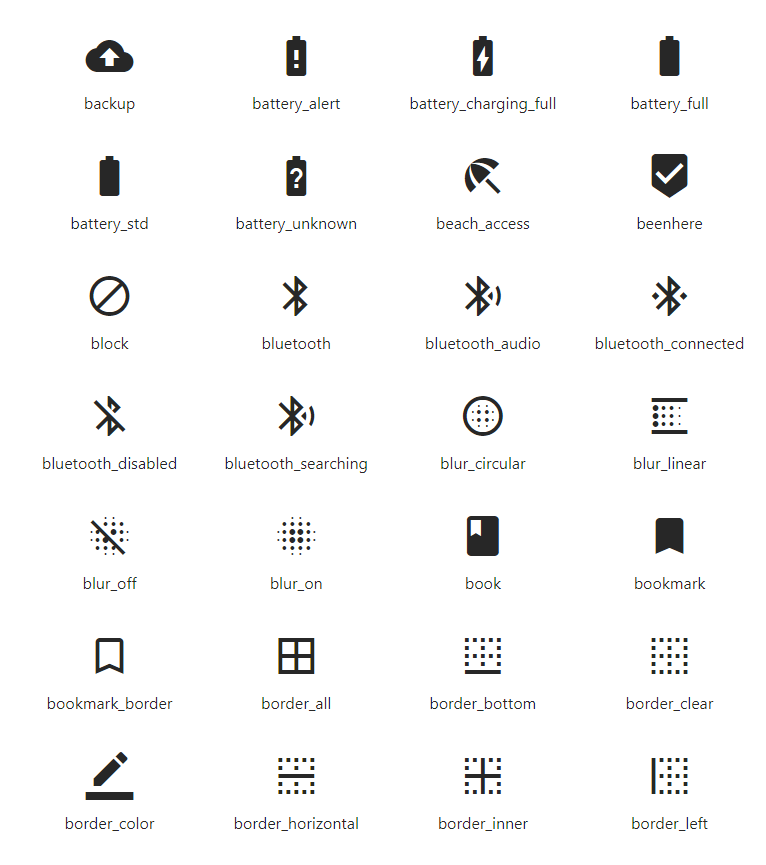 backup battery_alert battery_charging_full battery_full
battery_std battery_unknown beach_access beenhere
block bluetooth bluetooth_audio bluetooth_connected
bluetooth_disabled bluetooth_searching blur_circular blur_linear
blur_off blur_on book bookmark
bookmark_border border_all border_bottom border_clear
border_color border_horizontal border_inner border_left